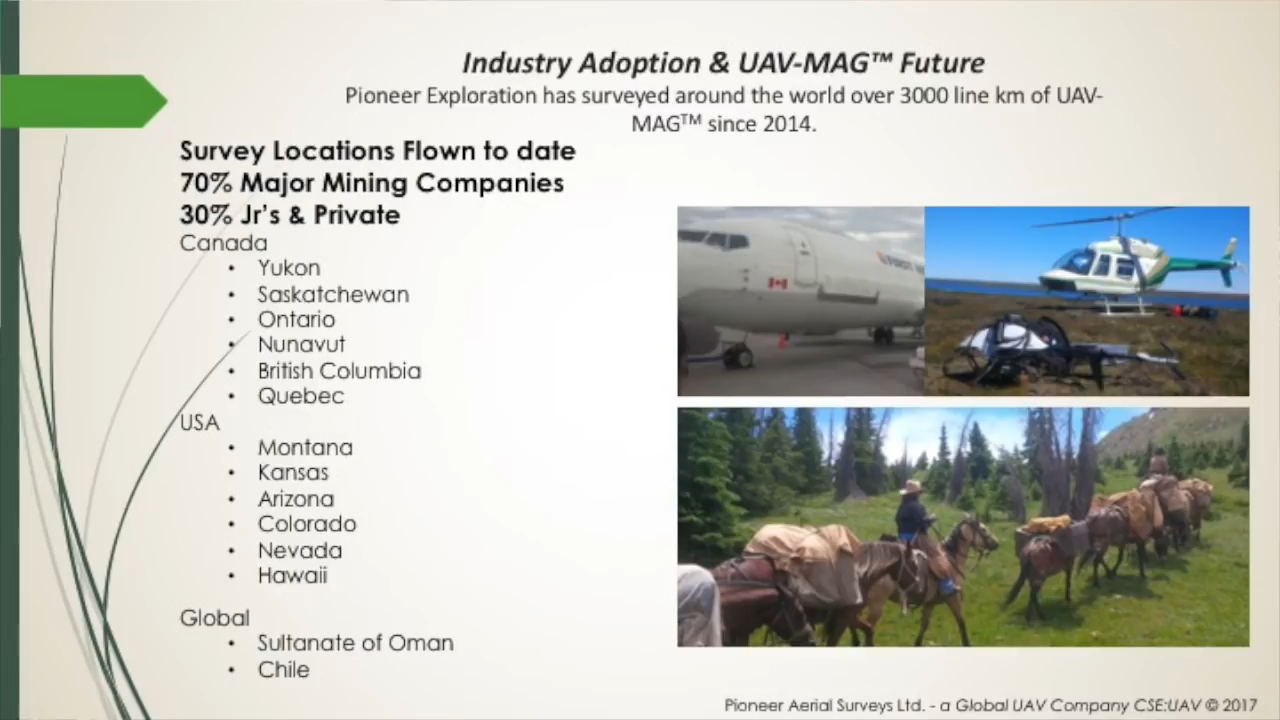 Industry Adoption & UAV-MAG™ Future
Pioneer Exploration has surveyed around the world over 3000 line km of UAV-
MAG™ since 2014.
Survey Locations Flown to date
70% Major Mining Companies
30% Jr's & Private
Canada
• Yukon
• Saskatchewan
• Ontario
• Nunavut
• British Columbia
• Quebec
USA
• Montana
• Kansas
• Arizona
• Colorado
• Nevada
• Hawaii
Global
• Sultanate of Oman
• Chile
FIRST
Pioneer Aerial Surveys Ltd. - a Global UAV Company CSE:UAV © 2017